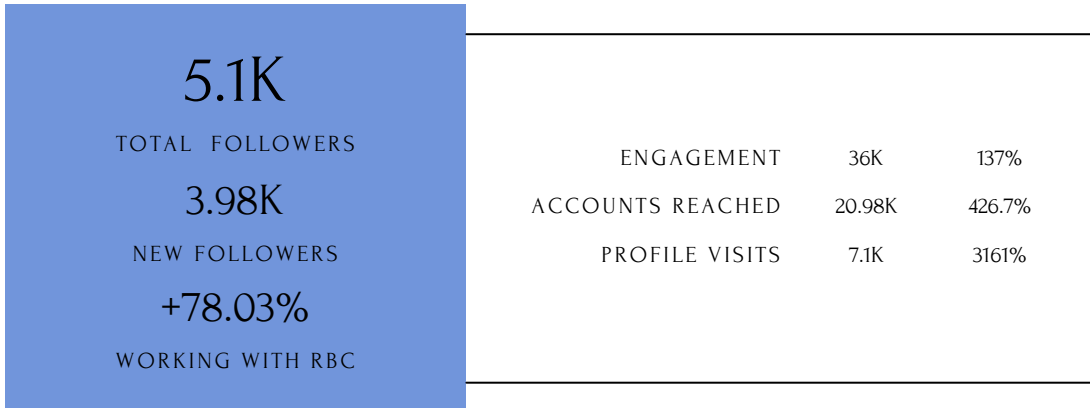 5.1K
TOTAL FOLLOWERS
3.98K
NEW FOLLOWERS
+78.03%
WORKING WITH RBC
ENGAGEMENT 36K 137%
ACCOUNTS REACHED 20.98K 426.7%
PROFILE VISITS 7.1K 3161%